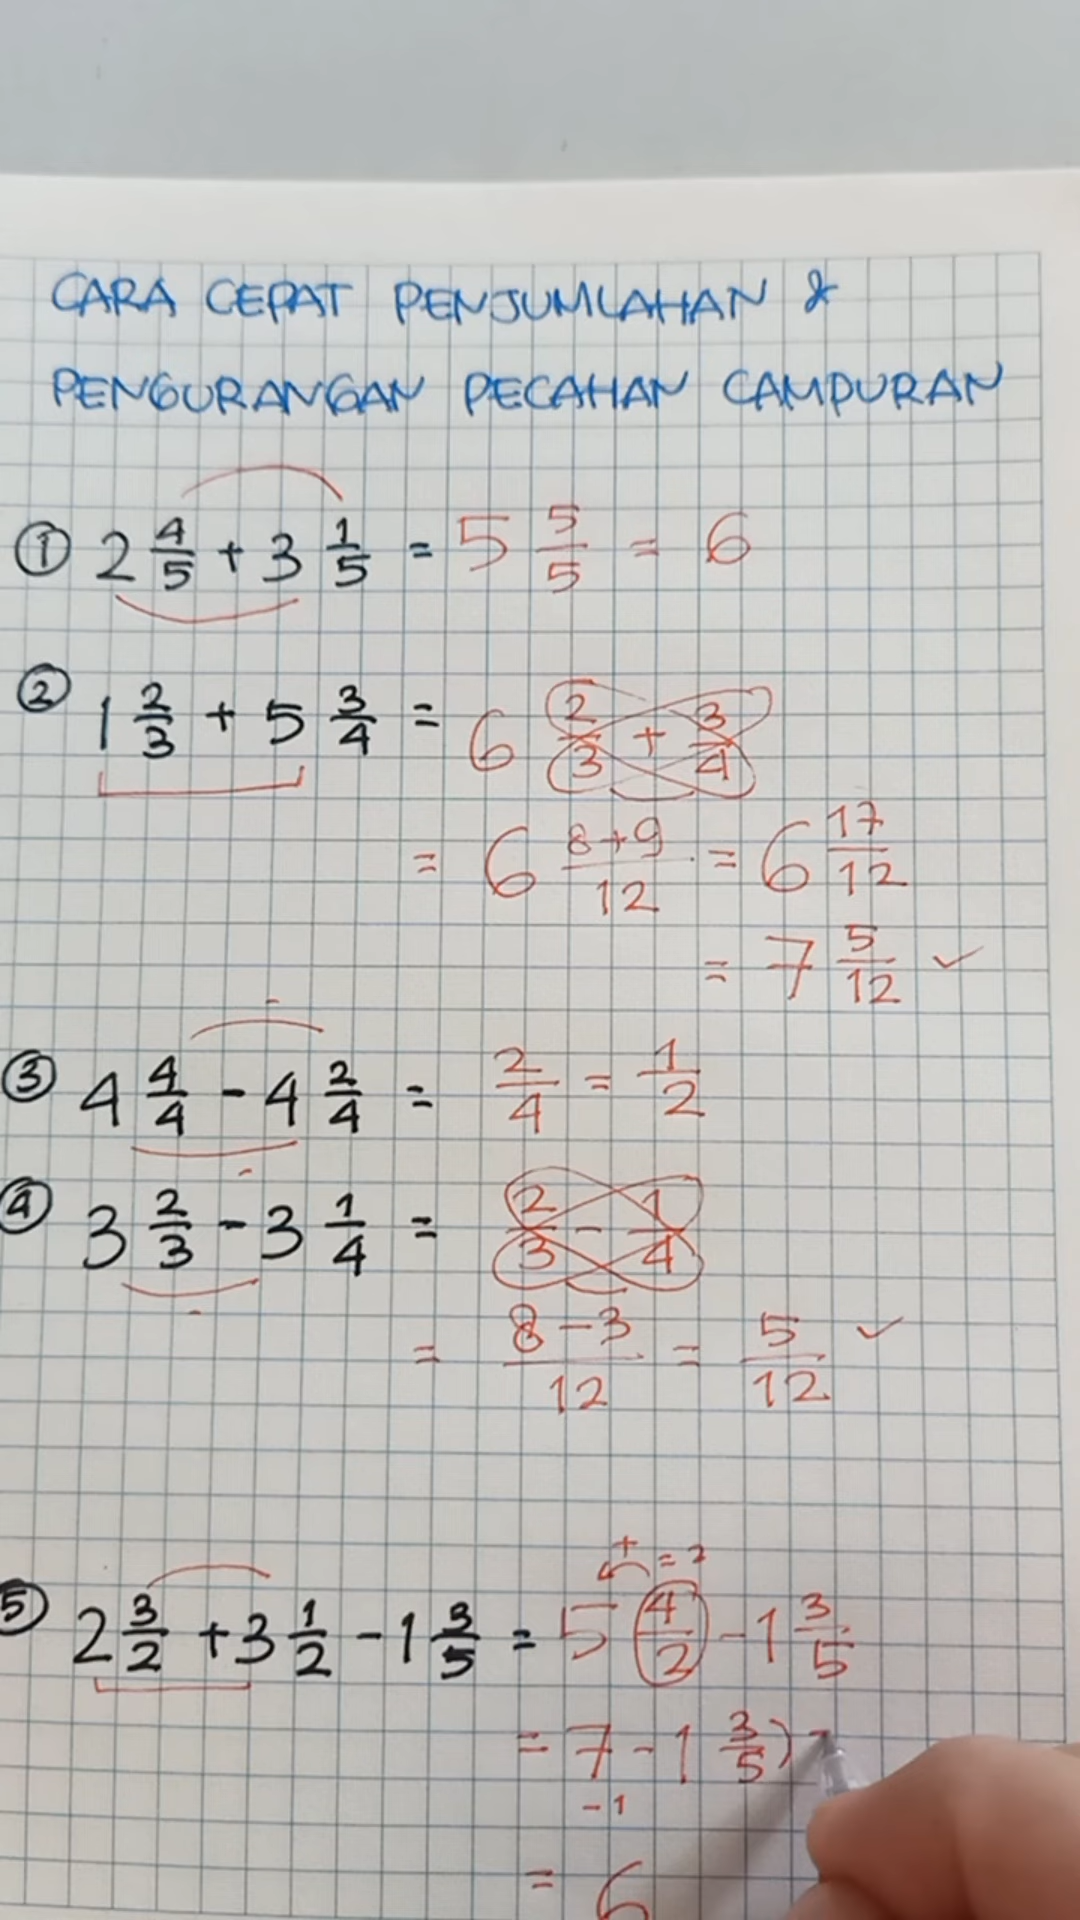 CARA CEPAT PENJUMLAHAN &
PENGURANGAN PECAHAN CAMPURAN
① 2 4/5 + 3 1/5 = 5 5/5 = 6
② 1 2/3 + 5 3/4 = 6 2/3 + 3/4
= 6 8+9/12 = 6 17/12
= 7 5/12 ✓
③ 4 4/4 - 4 2/4 = 2/4 = 1/2
④ 3 2/3 - 3 1/4 = 2/3 - 1/4
= 8-3/12 = 5/12 ✓
+ = 2
5 2 3/2 + 3 1/2 - 1 3/5 = 5 4/2 - 1 3/5
= 7 - 1 3/5 )
-1
= 6